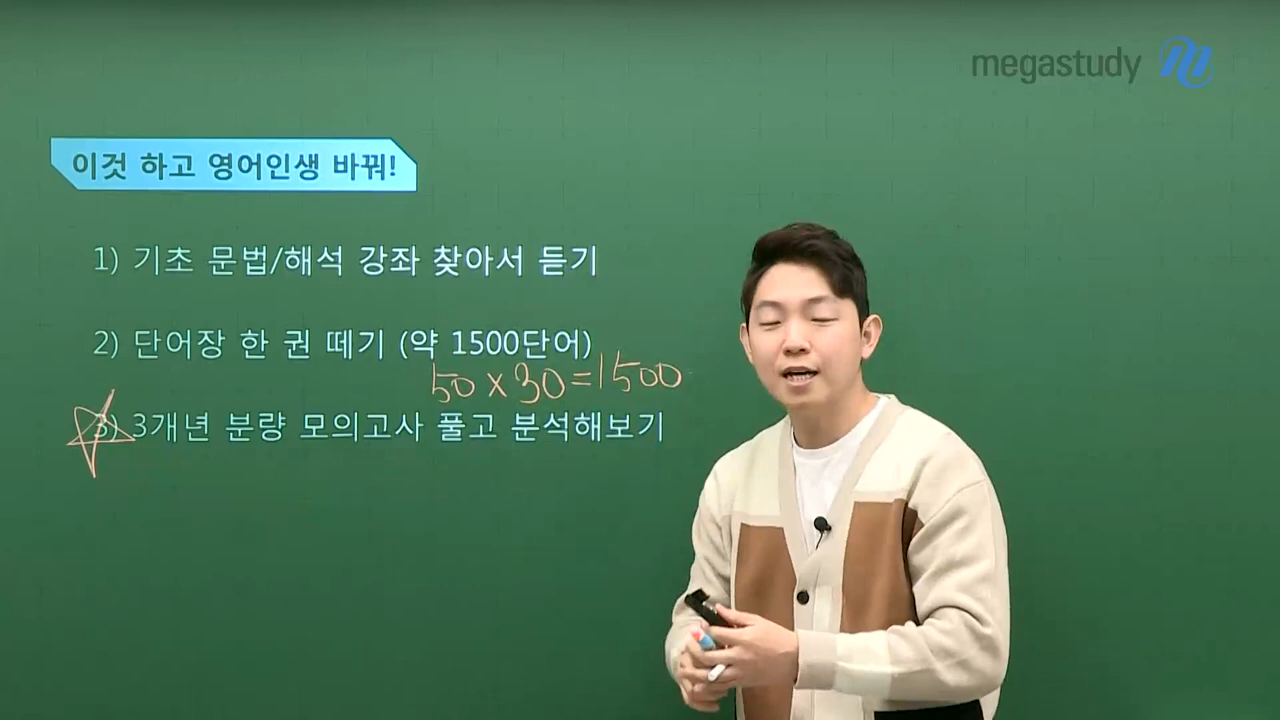 megastudy
이것 하고 영어인생 바꿔!
1) 기초 문법/해석 강좌 찾아서 듣기
2) 단어장 한 권 떼기 (약 1500단어)
50 × 30 = 1500
3) 3개년 분량 모의고사 풀고 분석해보기